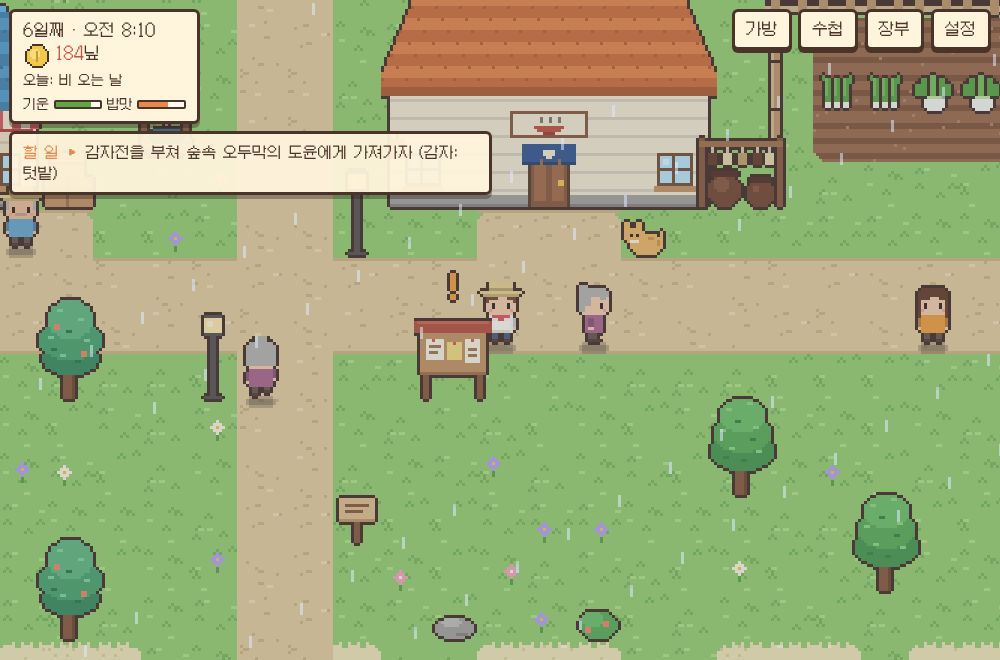 6일째 · 오전 8:10
184닢
오늘: 비 오는 날
기운 밥맛
가방 수첩 장부 설정
할 일 ▸ 감자전을 부쳐 숲속 오두막의 도윤에게 가져가자 (감자:
텃밭)